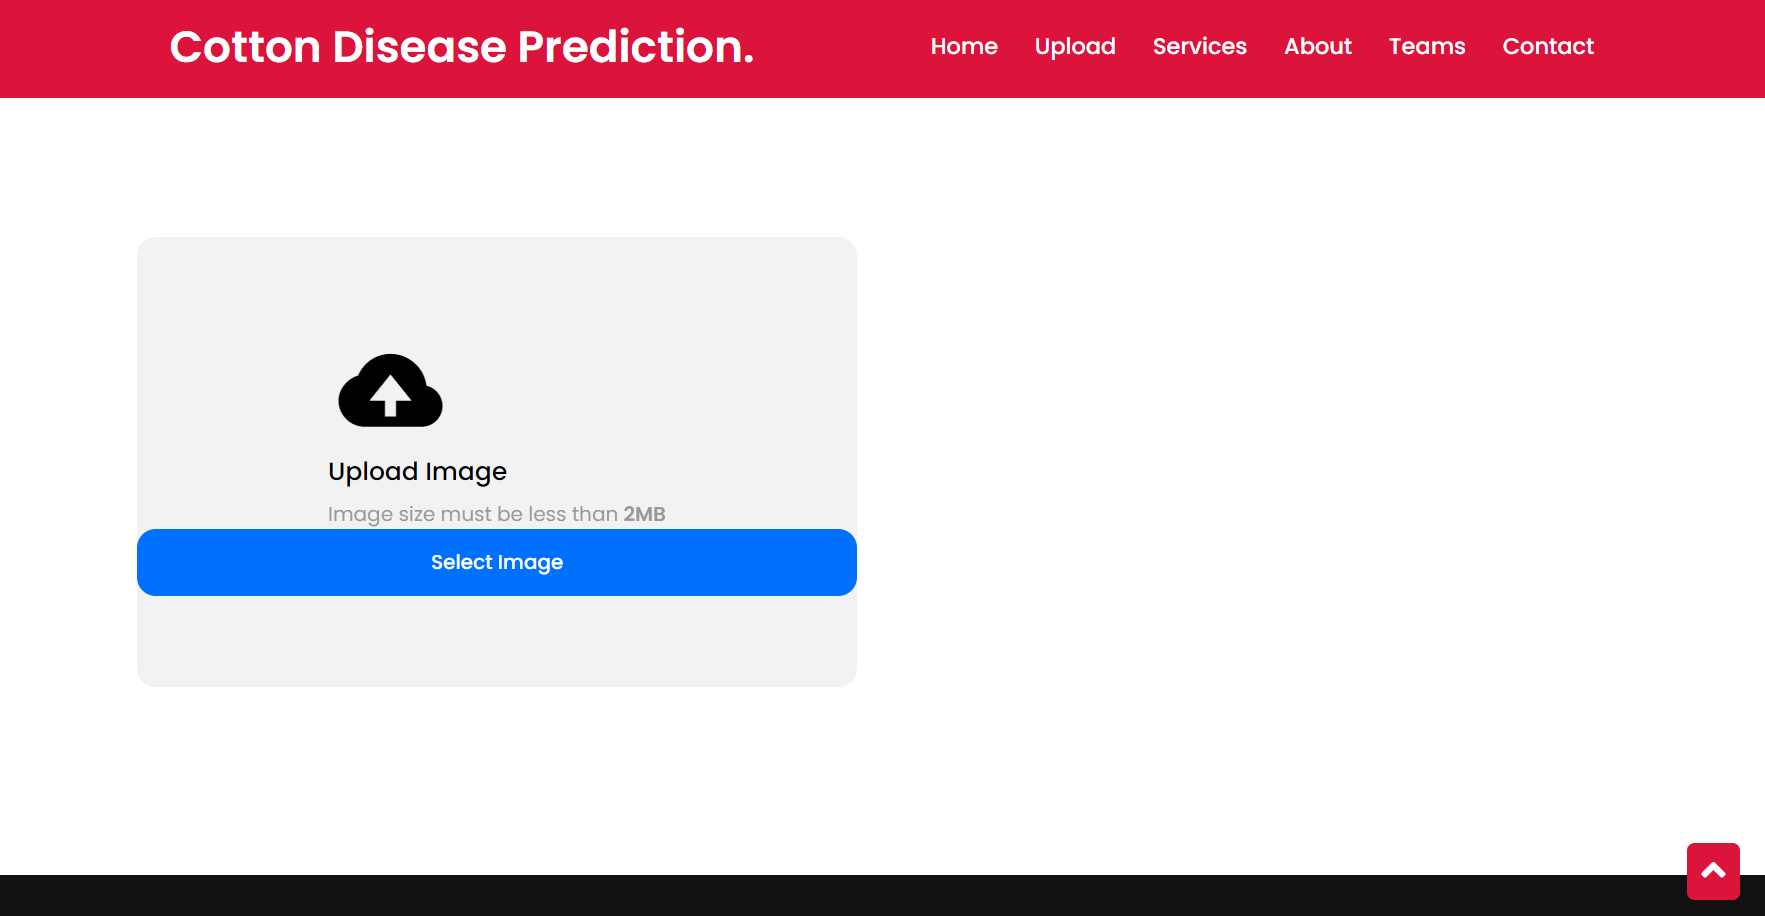 Cotton Disease Prediction.
Home Upload Services About Teams Contact
Upload Image
Image size must be less than 2MB
Select Image